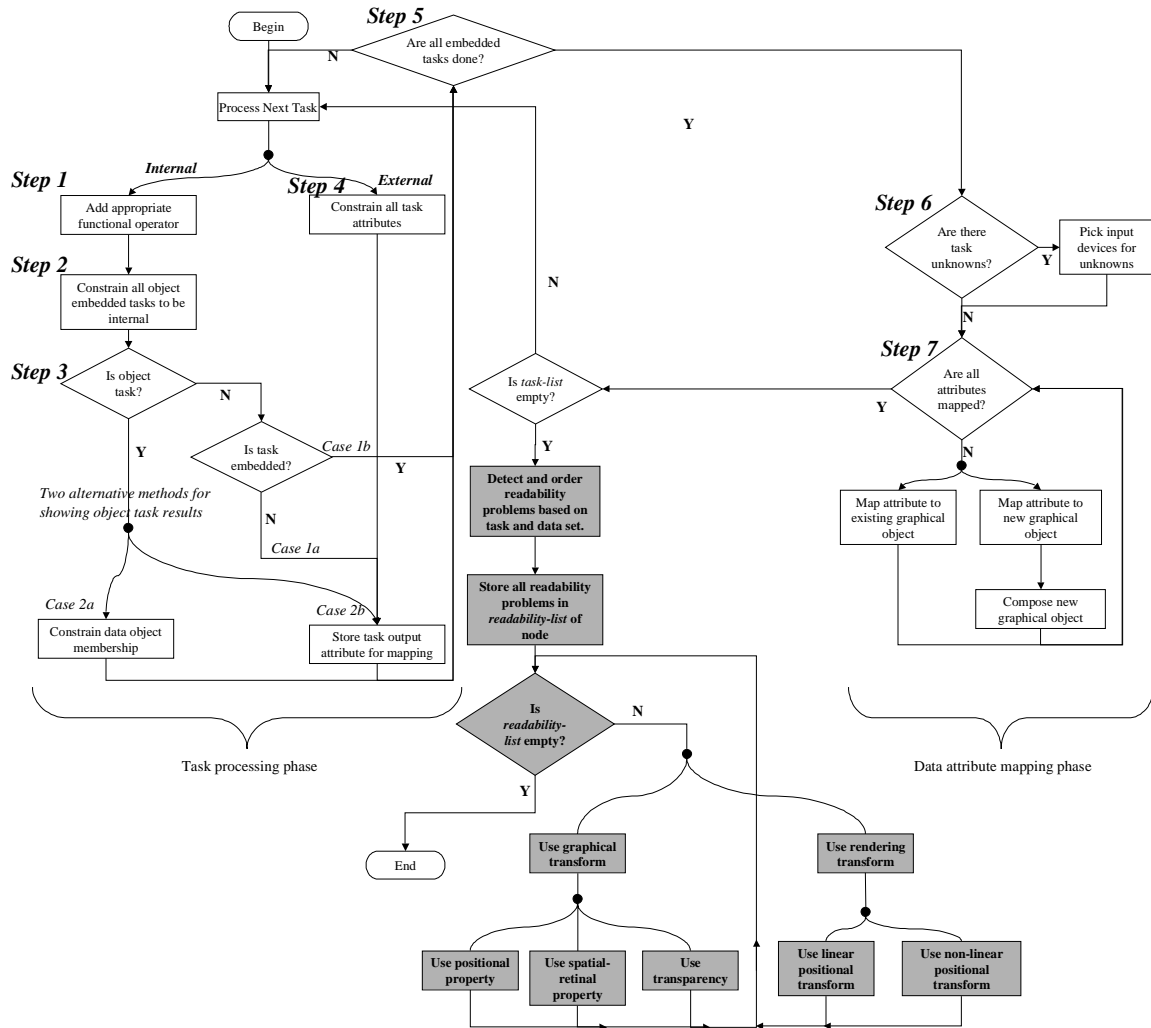 Step 5
Begin
Are all embedded
tasks done?
N
Process Next Task
Y
Internal
External
Step 1
Step 4
Add appropriate
functional operator
Constrain all task
attributes
Step 6
Are there
task
unknowns?
Y
Pick input
devices for
unknowns
Step 2
Constrain all object
embedded tasks to be
internal
N
N
Step 3
Is object
task?
N
Y
Is task
embedded?
Case 1b
Y
N
Step 7
Are all
attributes
mapped?
Y
N
Is task-list
empty?
Y
Two alternative methods for
showing object task results
Case 1a
Case 2a
Case 2b
Constrain data object
membership
Store task output
attribute for mapping
Detect and order
readability
problems based on
task and data set.
Store all readability
problems in
readability-list of
node
Map attribute to
existing graphical
object
Map attribute to
new graphical
object
Compose new
graphical object
Is
readability-
list empty?
N
Y
Task processing phase
Data attribute mapping phase
End
Use graphical
transform
Use rendering
transform
Use positional
property
Use spatial-
retinal
property
Use
transparency
Use linear
positional
transform
Use non-linear
positional
transform